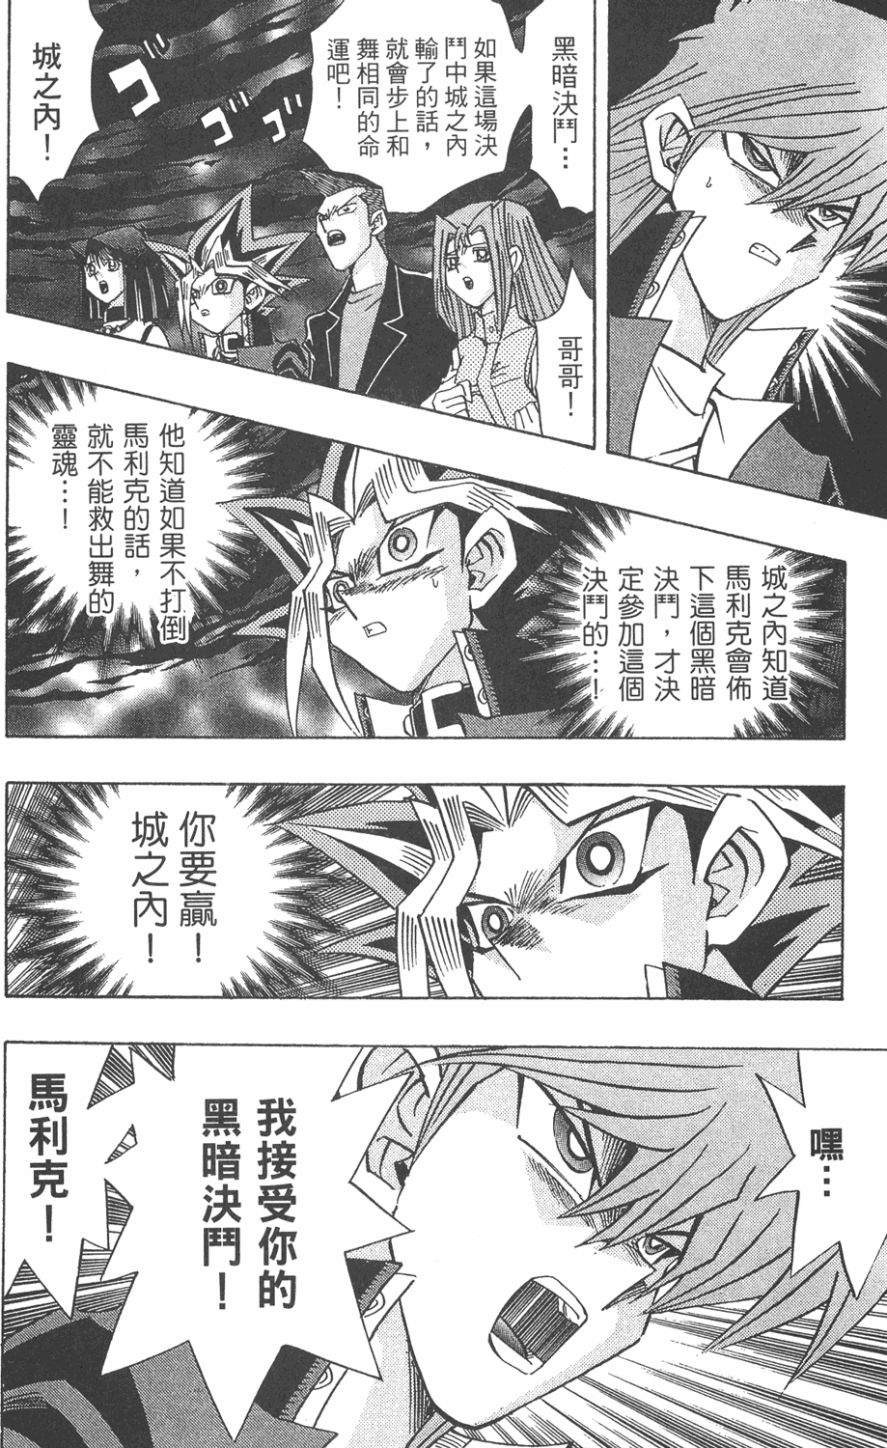 黑暗決鬥…
如果這場決
鬥中城之內
輸了的話，
就會步上和
舞相同的命
運吧！
ゴ
ゴ
ゴ
城之內！
哥哥！
城之內知道
馬利克會佈
下這個黑暗
決鬥，才決
定參加這個
決鬥的…！
他知道如果不打倒
馬利克的話，
就不能救出舞的
靈魂…！
你要贏！
城之內！
嘿…
我接受你的
黑暗決鬥！
馬利克！